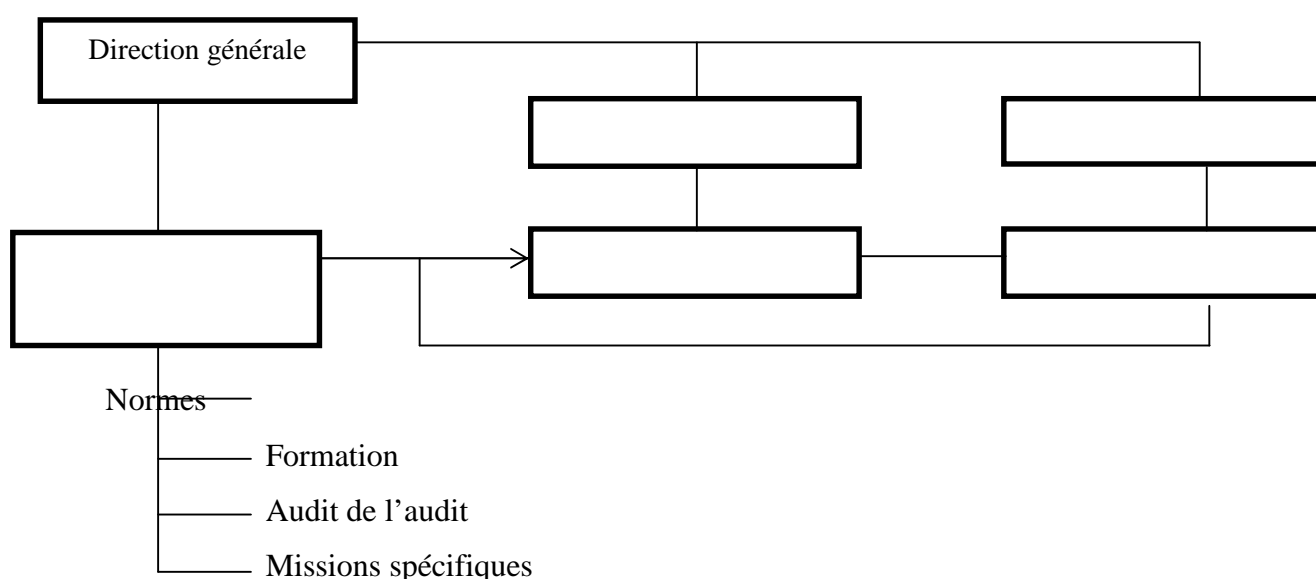 Direction générale
Normes
Formation
Audit de l’audit
Missions spécifiques